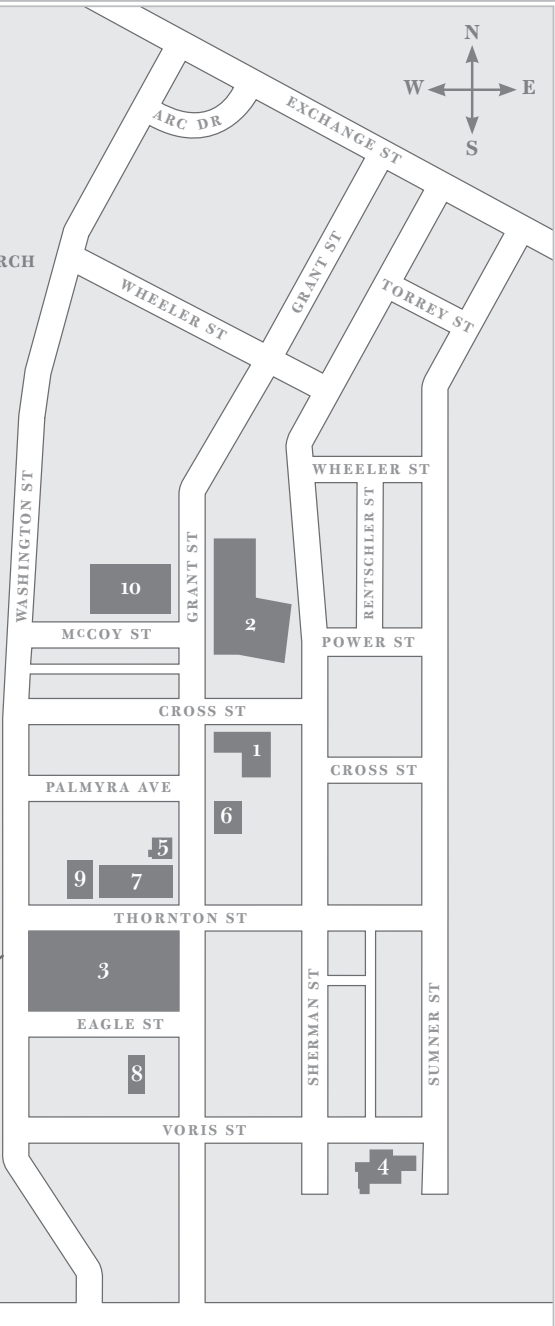 N
W E
S
ARC DR
EXCHANGE ST
RCH
GRANT ST
WHEELER ST
TORREY ST
WHEELER ST
WASHINGTON ST
GRANT ST
RENTSCHLER ST
10
2
MCCOY ST
POWER ST
CROSS ST
1
CROSS ST
PALMYRA AVE
6
5
9
7
THORNTON ST
3
SHERMAN ST
SUMNER ST
EAGLE ST
8
VORIS ST
4